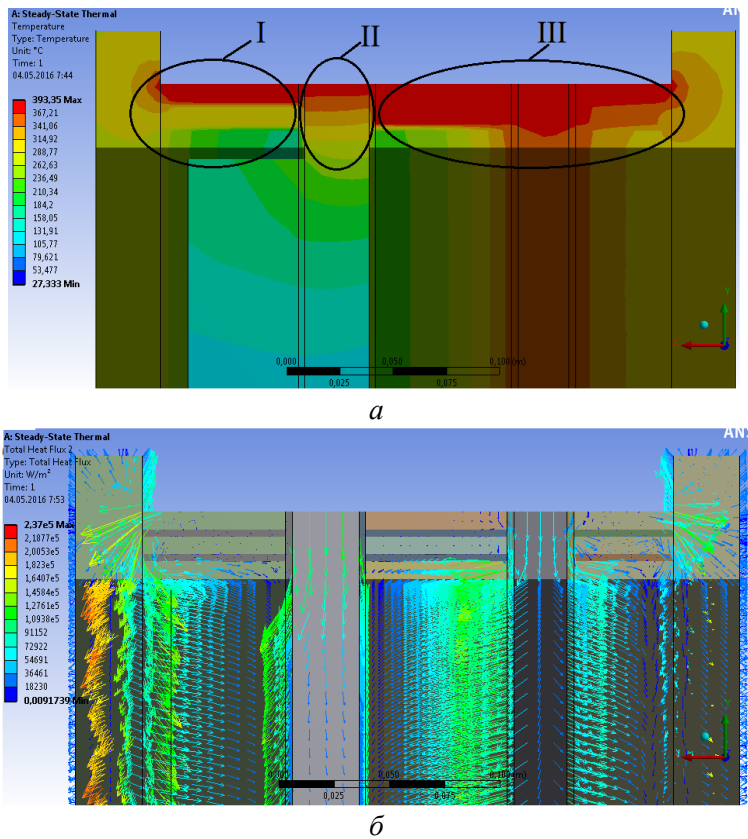 A: Steady-State Thermal
Temperature
Type: Temperature
Unit: °C
Time: 1
04.05.2016 7:44
393,35 Max
367,21
341,06
314,92
288,77
262,63
236,49
210,34
184,2
158,05
131,91
105,77
79,621
53,477
27,333 Min
I
II
III
AN
0,000
0,050
0,100 (m)
0,025
0,075
Y
а
A: Steady-State Thermal
Total Heat Flux 2
Type: Total Heat Flux
Unit: W/m²
Time: 1
04.05.2016 7:53
2,37e5 Max
2,1877e5
2,0053e5
1,823e5
1,6407e5
1,4584e5
1,2761e5
1,0938e5
91152
72922
54691
36461
18230
0,0091739 Min
AN
0,000
0,050
0,100 (m)
0,025
0,075
б